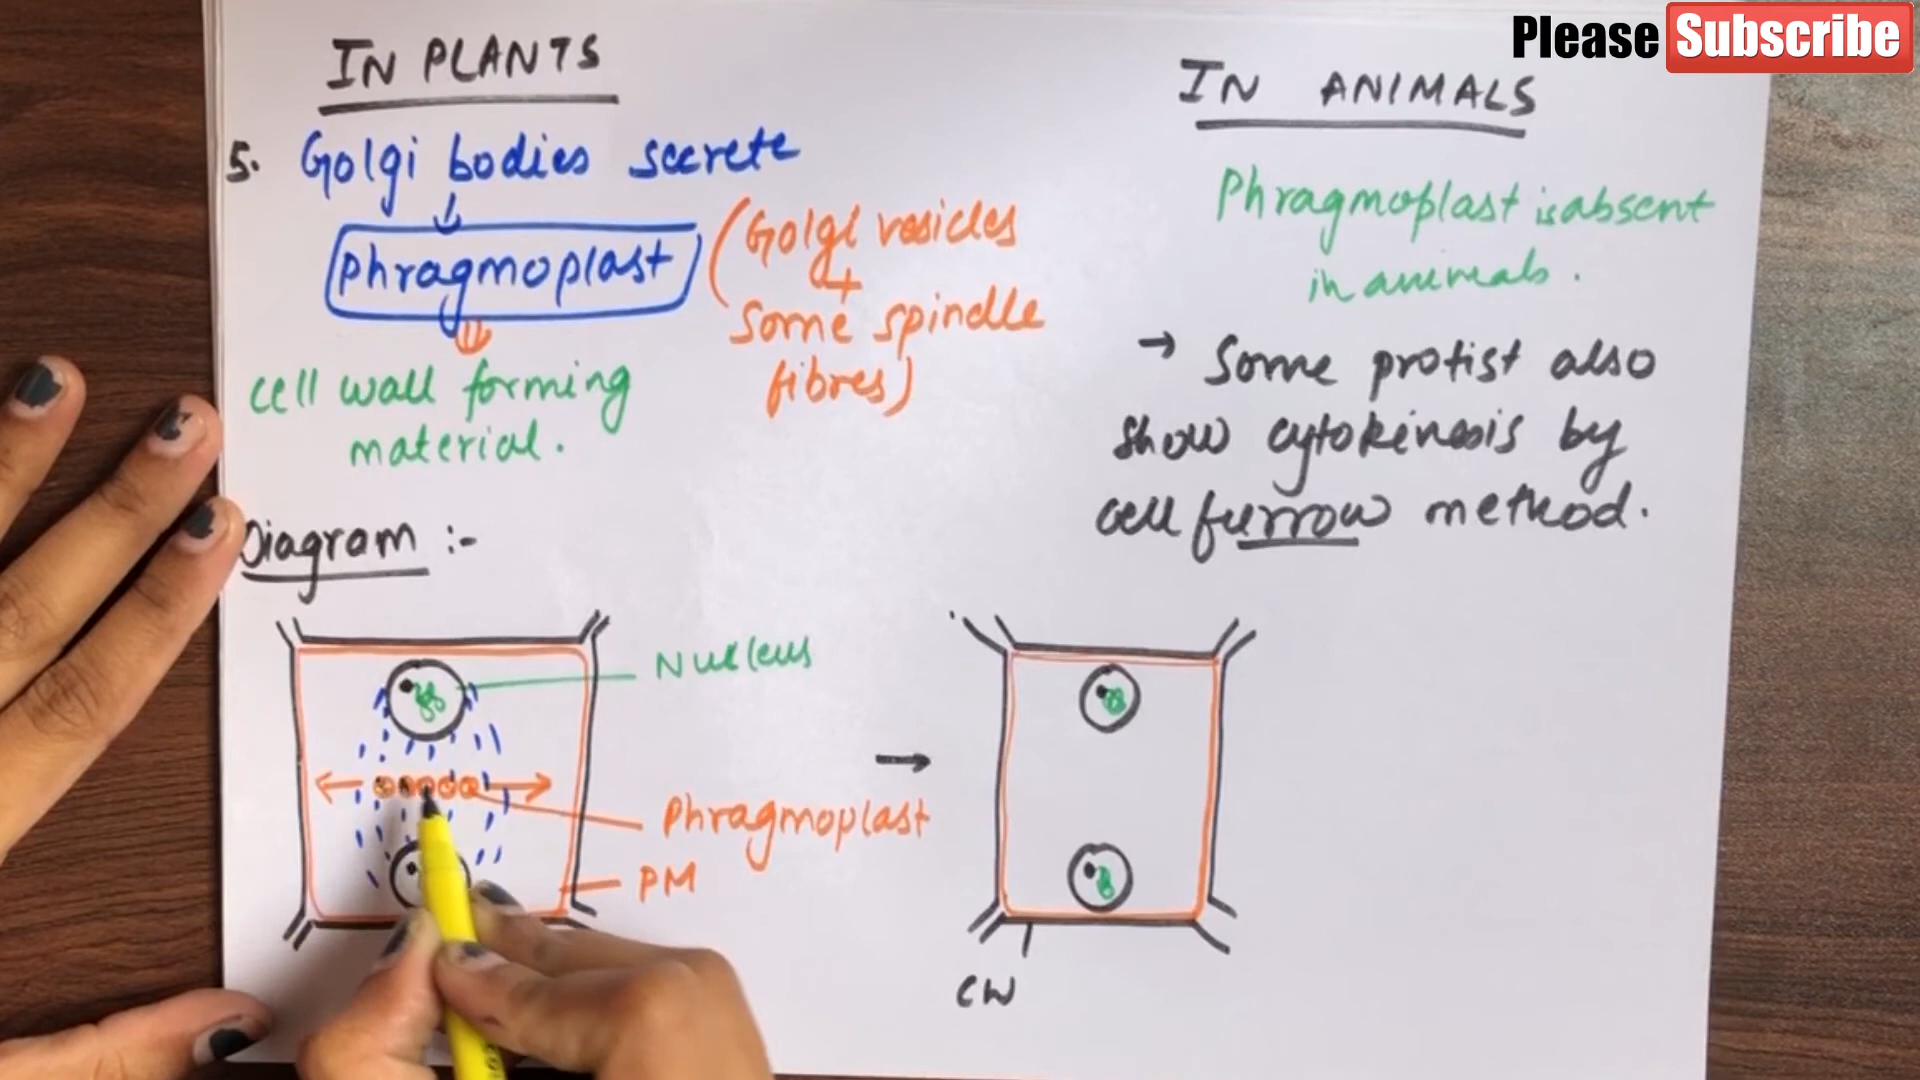 Please Subscribe
IN PLANTS
5. Golgi bodies secrete
phragmoplast
(Golgi vesicles
+
Some spindle
fibres)
cell wall forming
material.
Diagram :-
Nucleus
Phragmoplast
PM
IN ANIMALS
Phragmoplast is absent
in animals.
→ Some protist also
show cytokinesis by
cell furrow method.
→
CW